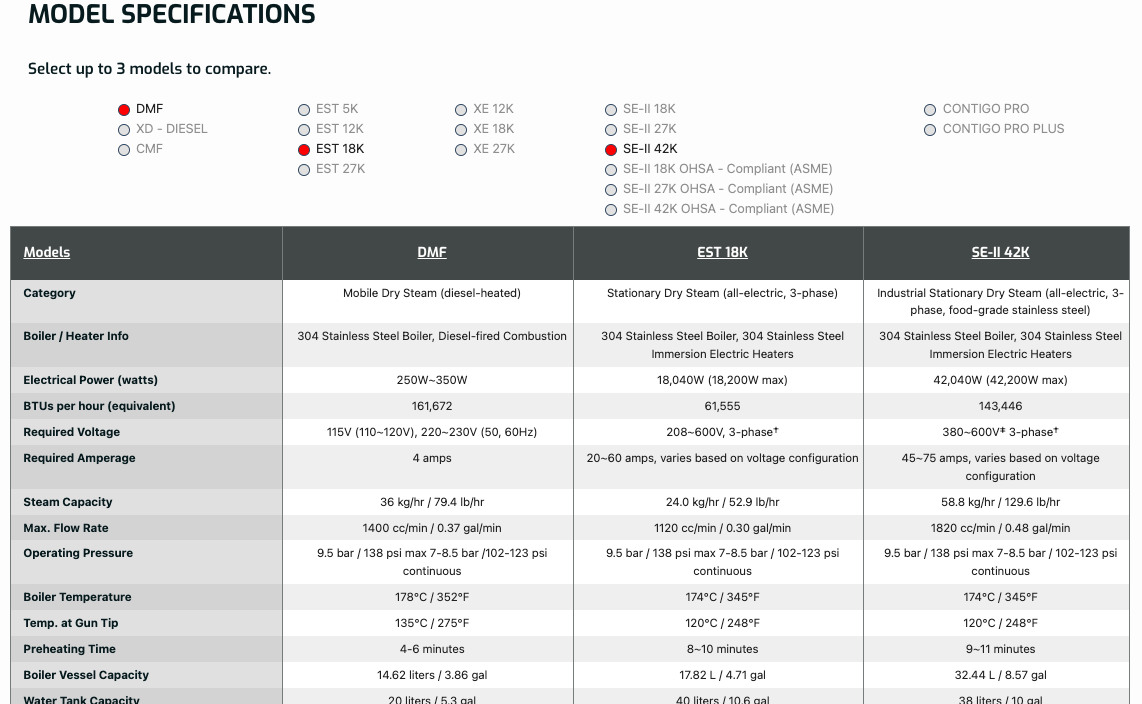 MODEL SPECIFICATIONS
Select up to 3 models to compare.
DMF
XD - DIESEL
CMF
EST 5K
EST 12K
EST 18K
EST 27K
XE 12K
XE 18K
XE 27K
SE-II 18K
SE-II 27K
SE-II 42K
SE-II 18K OHSA - Compliant (ASME)
SE-II 27K OHSA - Compliant (ASME)
SE-II 42K OHSA - Compliant (ASME)
CONTIGO PRO
CONTIGO PRO PLUS
Models DMF EST 18K SE-II 42K
Category Mobile Dry Steam (diesel-heated) Stationary Dry Steam (all-electric, 3-phase) Industrial Stationary Dry Steam (all-electric, 3-
phase, food-grade stainless steel)
Boiler / Heater Info 304 Stainless Steel Boiler, Diesel-fired Combustion 304 Stainless Steel Boiler, 304 Stainless Steel 304 Stainless Steel Boiler, 304 Stainless Steel
Immersion Electric Heaters Immersion Electric Heaters
Electrical Power (watts) 250W~350W 18,040W (18,200W max) 42,040W (42,200W max)
BTUs per hour (equivalent) 161,672 61,555 143,446
Required Voltage 115V (110~120V), 220~230V (50, 60Hz) 208~600V, 3-phase† 380~600V‡ 3-phase†
Required Amperage 4 amps 20~60 amps, varies based on voltage configuration 45~75 amps, varies based on voltage
configuration
Steam Capacity 36 kg/hr / 79.4 lb/hr 24.0 kg/hr / 52.9 lb/hr 58.8 kg/hr / 129.6 lb/hr
Max. Flow Rate 1400 cc/min / 0.37 gal/min 1120 cc/min / 0.30 gal/min 1820 cc/min / 0.48 gal/min
Operating Pressure 9.5 bar / 138 psi max 7-8.5 bar /102-123 psi 9.5 bar / 138 psi max 7-8.5 bar / 102-123 psi 9.5 bar / 138 psi max 7-8.5 bar / 102-123 psi
continuous continuous continuous
Boiler Temperature 178°C / 352°F 174°C / 345°F 174°C / 345°F
Temp. at Gun Tip 135°C / 275°F 120°C / 248°F 120°C / 248°F
Preheating Time 4-6 minutes 8~10 minutes 9~11 minutes
Boiler Vessel Capacity 14.62 liters / 3.86 gal 17.82 L / 4.71 gal 32.44 L / 8.57 gal
Water Tank Capacity 20 liters / 5.3 gal 40 liters / 10.6 gal 38 liters / 10 gal